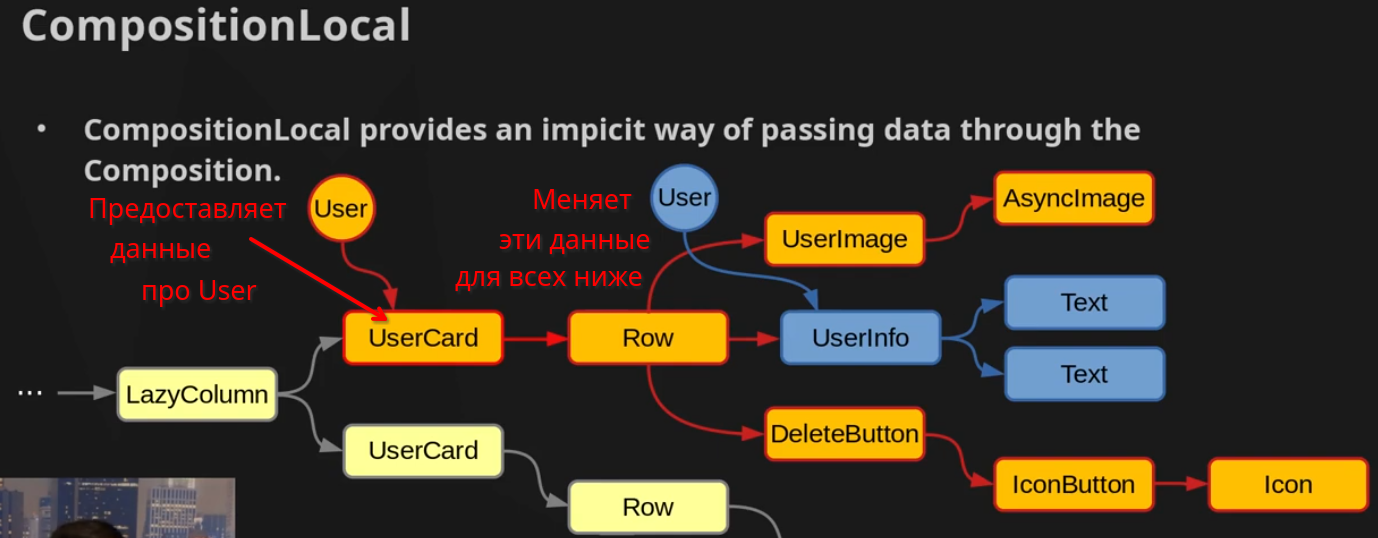 CompositionLocal
• CompositionLocal provides an impicit way of passing data through the
Composition.
Предоставляет
данные
про User
User
Меняет
эти данные
для всех ниже
User
AsyncImage
UserImage
UserCard
Row
UserInfo
Text
Text
...
LazyColumn
UserCard
DeleteButton
IconButton
Icon
Row